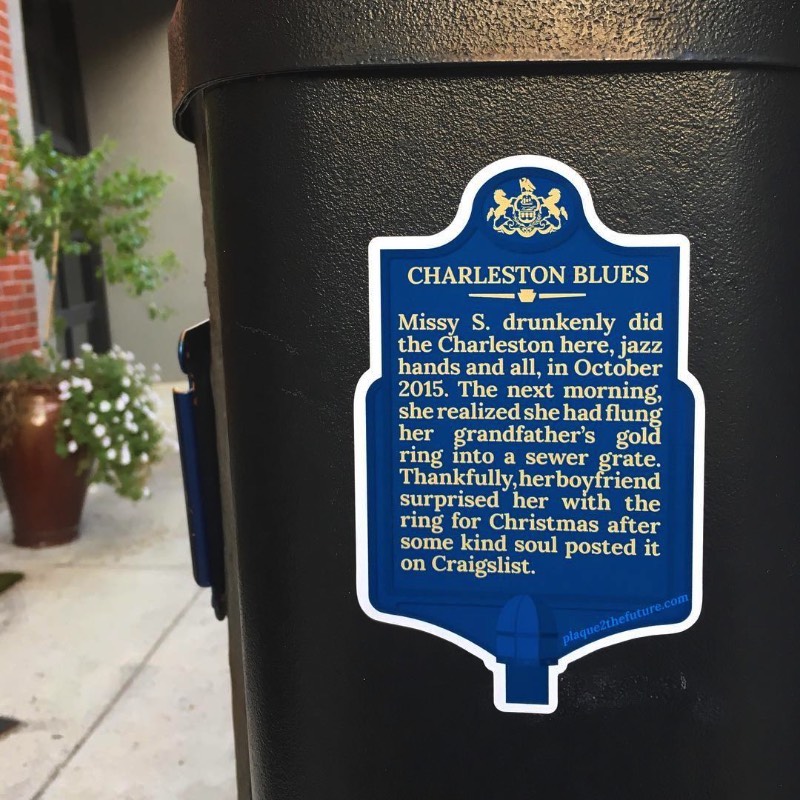 CHARLESTON BLUES
Missy S. drunkenly did
the Charleston here, jazz
hands and all, in October
2015. The next morning,
she realized she had flung
her grandfather's gold
ring into a sewer grate.
Thankfully, her boyfriend
surprised her with the
ring for Christmas after
some kind soul posted it
on Craigslist.
plaque2thefuture.com